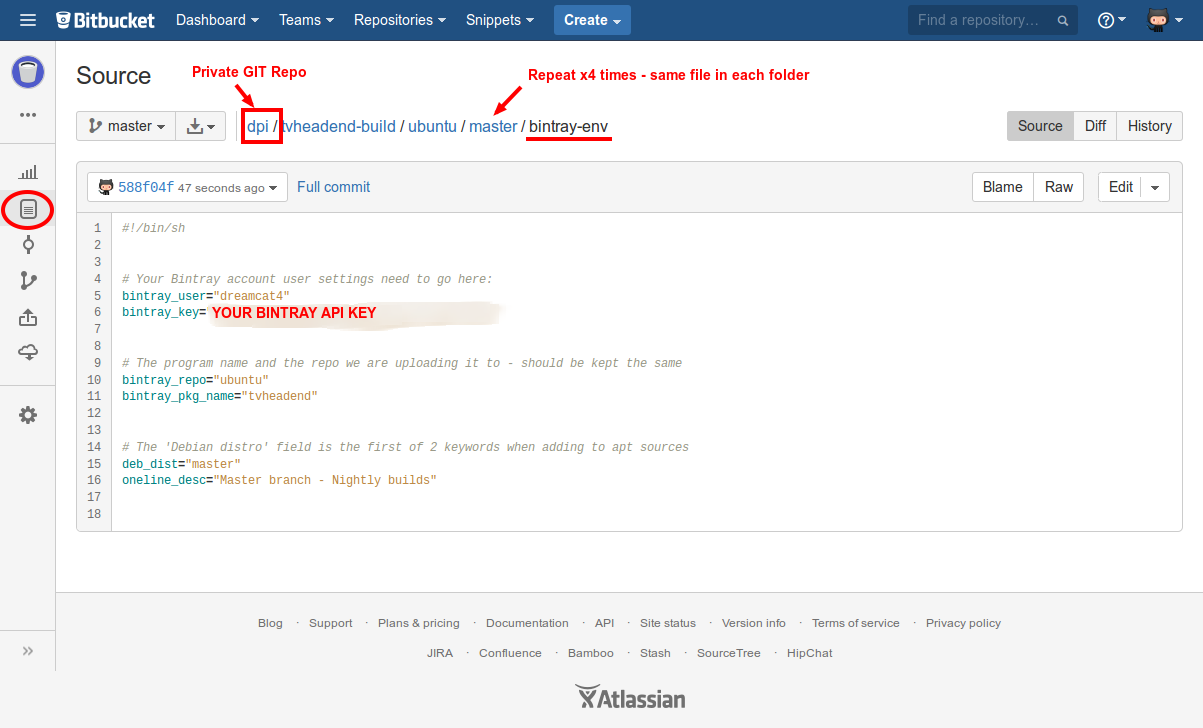 Bitbucket Dashboard Teams Repositories Snippets Create Find a repository… ?
Source Private GIT Repo Repeat x4 times - same file in each folder
master dpi / tvheadend-build / ubuntu / master / bintray-env Source Diff History
588f04f 47 seconds ago Full commit Blame Raw Edit
1 #!/bin/sh
2
3
4 # Your Bintray account user settings need to go here:
5 bintray_user="dreamcat4"
6 bintray_key= YOUR BINTRAY API KEY
7
8
9 # The program name and the repo we are uploading it to - should be kept the same
10 bintray_repo="ubuntu"
11 bintray_pkg_name="tvheadend"
12
13
14 # The 'Debian distro' field is the first of 2 keywords when adding to apt sources
15 deb_dist="master"
16 oneline_desc="Master branch - Nightly builds"
17
18
Blog · Support · Plans & pricing · Documentation · API · Site status · Version info · Terms of service · Privacy policy
JIRA · Confluence · Bamboo · Stash · SourceTree · HipChat
Atlassian